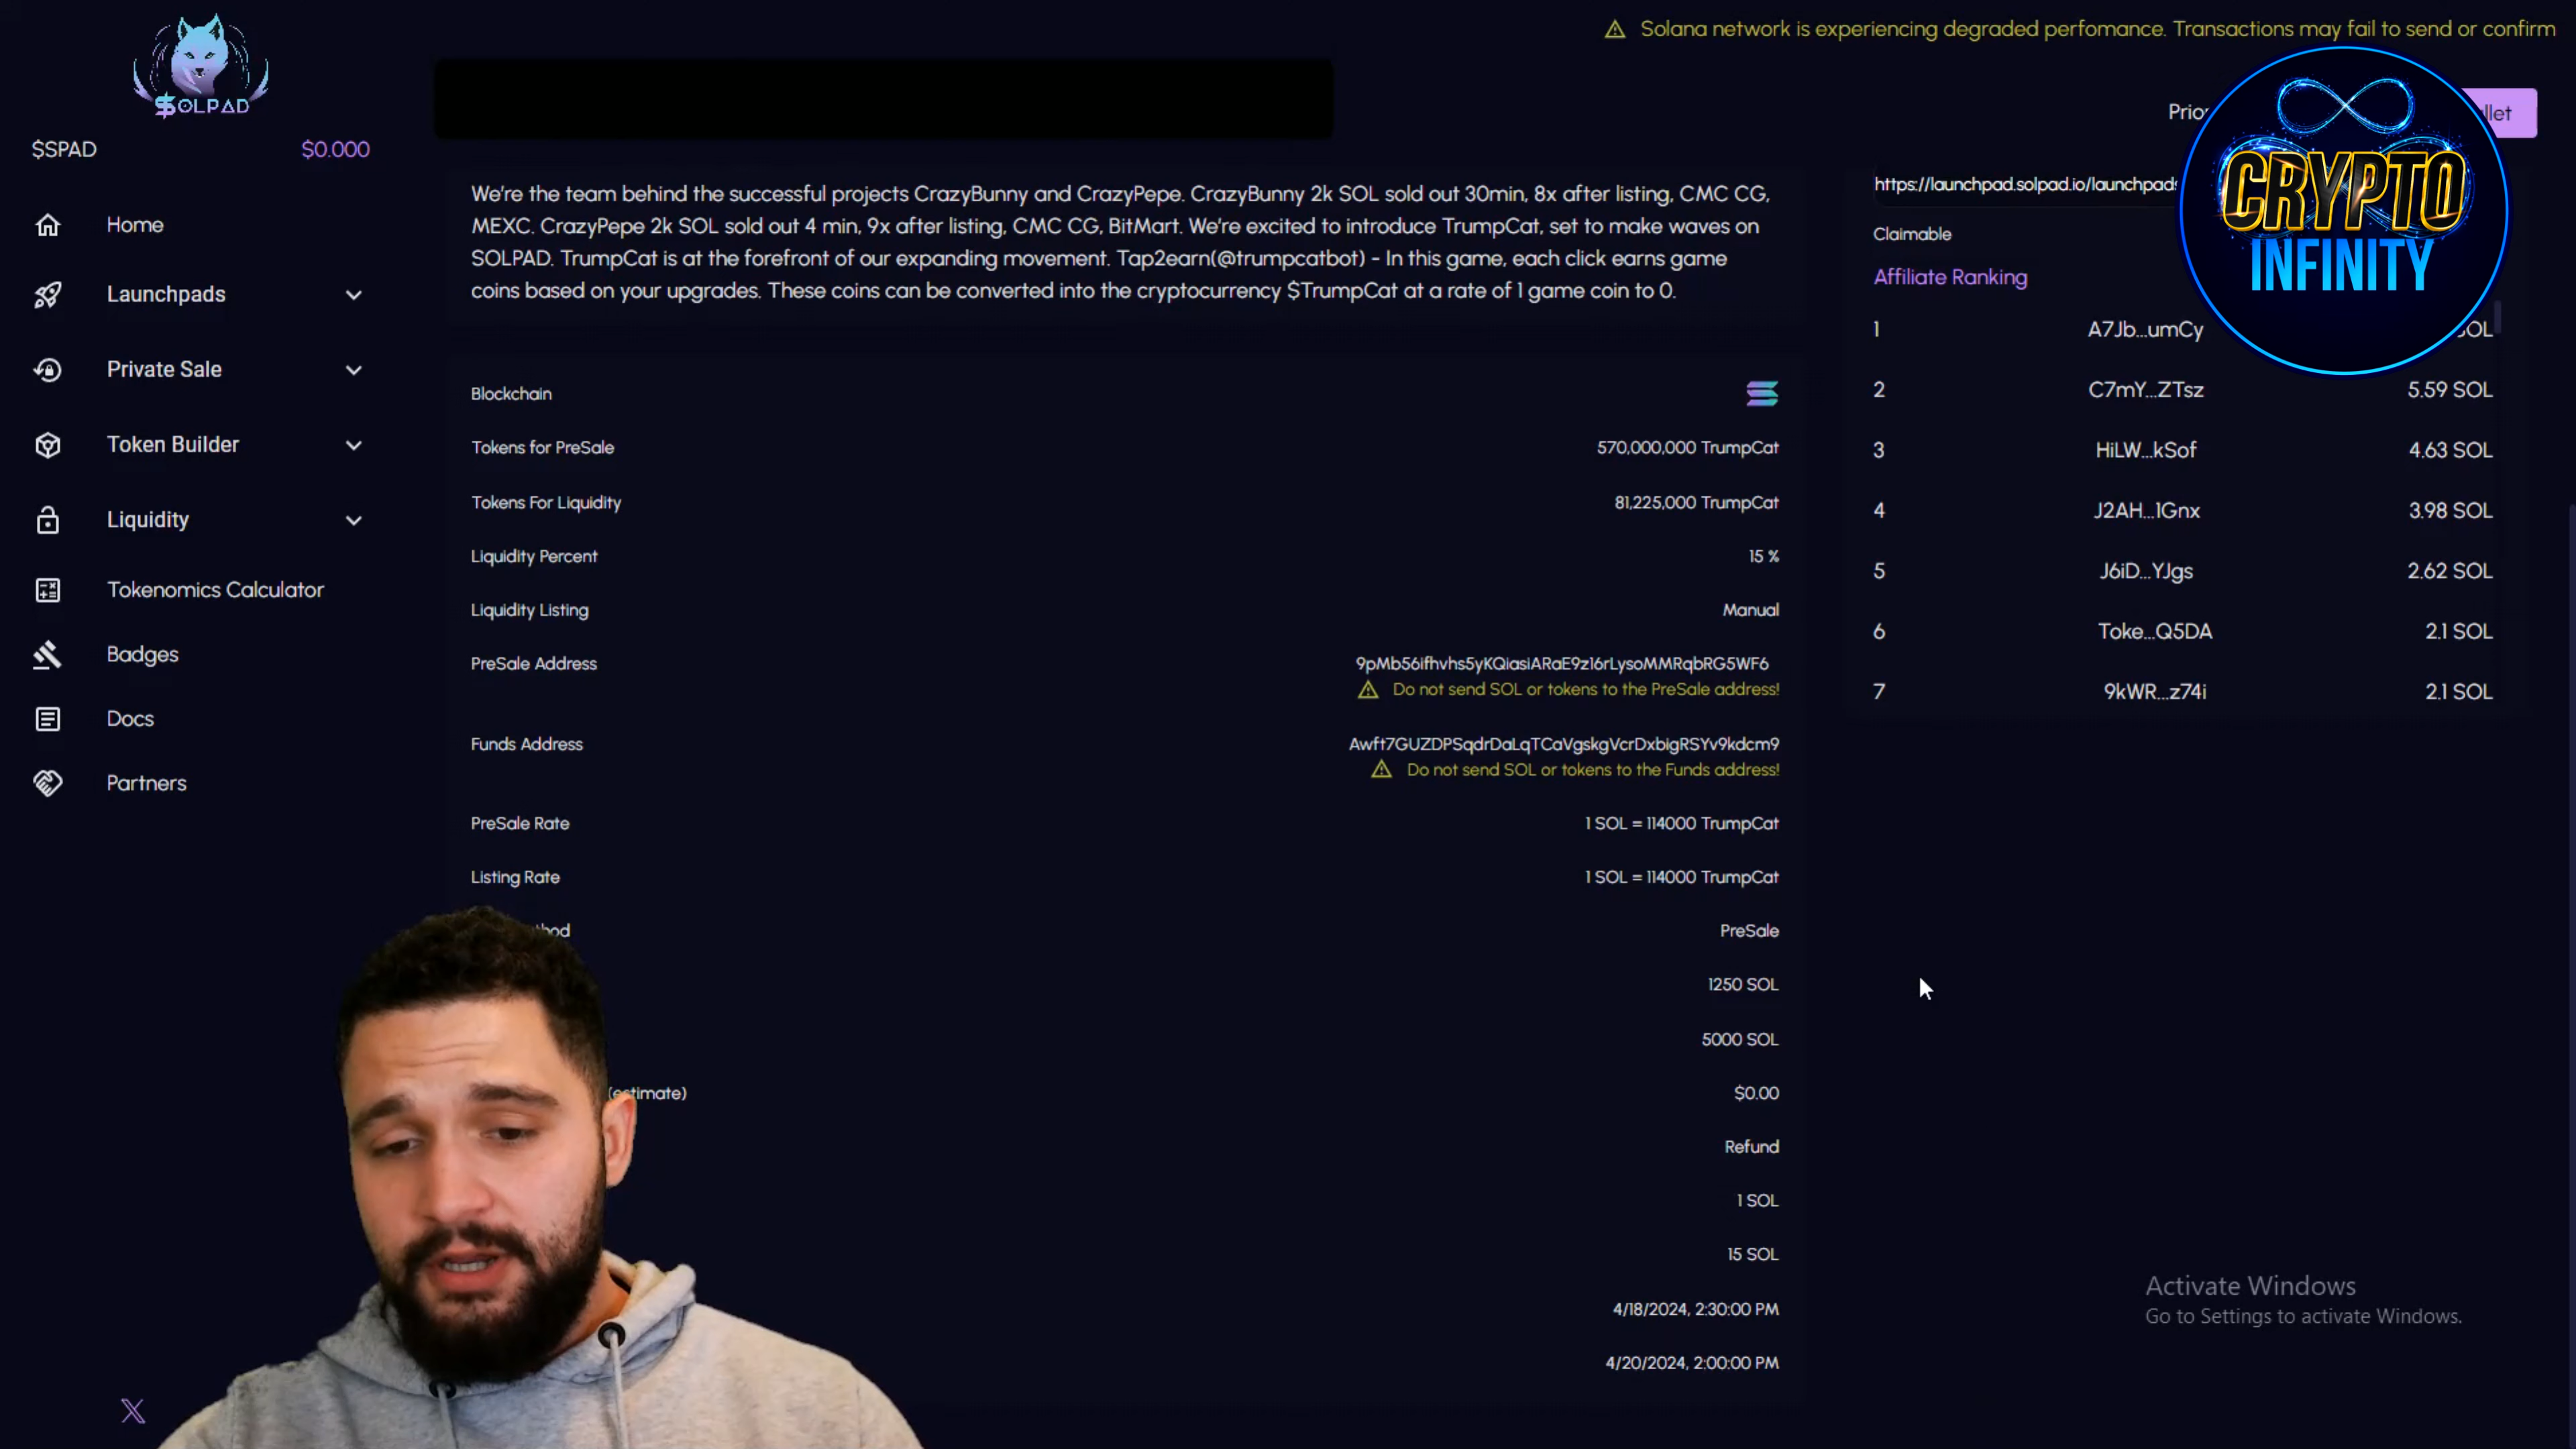 $OLPAD
Solana network is experiencing degraded perfomance. Transactions may fail to send or confirm
$SPAD $0.000
Home
Launchpads
Private Sale
Token Builder
Liquidity
Tokenomics Calculator
Badges
Docs
Partners
We're the team behind the successful projects CrazyBunny and CrazyPepe. CrazyBunny 2k SOL sold out 30min, 8x after listing, CMC CG,
MEXC. CrazyPepe 2k SOL sold out 4 min, 9x after listing, CMC CG, BitMart. We're excited to introduce TrumpCat, set to make waves on
SOLPAD. TrumpCat is at the forefront of our expanding movement. Tap2earn(@trumpcatbot) - In this game, each click earns game
coins based on your upgrades. These coins can be converted into the cryptocurrency $TrumpCat at a rate of 1 game coin to 0.
Blockchain
Tokens for PreSale 570,000,000 TrumpCat
Tokens For Liquidity 81,225,000 TrumpCat
Liquidity Percent 15 %
Liquidity Listing Manual
PreSale Address 9pMb56ifhvhs5yKQiasiARaE9z16rLysoMMRqbRG5WF6
Do not send SOL or tokens to the PreSale address!
Funds Address Awft7GUZDPSqdrDaLqTCaVgskgVcrDxbigRSYv9kdcm9
Do not send SOL or tokens to the Funds address!
PreSale Rate 1 SOL = 114000 TrumpCat
Listing Rate 1 SOL = 114000 TrumpCat
PreSale
1250 SOL
5000 SOL
(estimate) $0.00
Refund
1 SOL
15 SOL
4/18/2024, 2:30:00 PM
4/20/2024, 2:00:00 PM
CRYPTO
INFINITY
https://launchpad.solpad.io/launchpads
Claimable
Affiliate Ranking
1 A7Jb...umCy SOL
2 C7mY...ZTsz 5.59 SOL
3 HiLW...kSof 4.63 SOL
4 J2AH...1Gnx 3.98 SOL
5 J6iD...YJgs 2.62 SOL
6 Toke...Q5DA 2.1 SOL
7 9kWR...z74i 2.1 SOL
Activate Windows
Go to Settings to activate Windows.